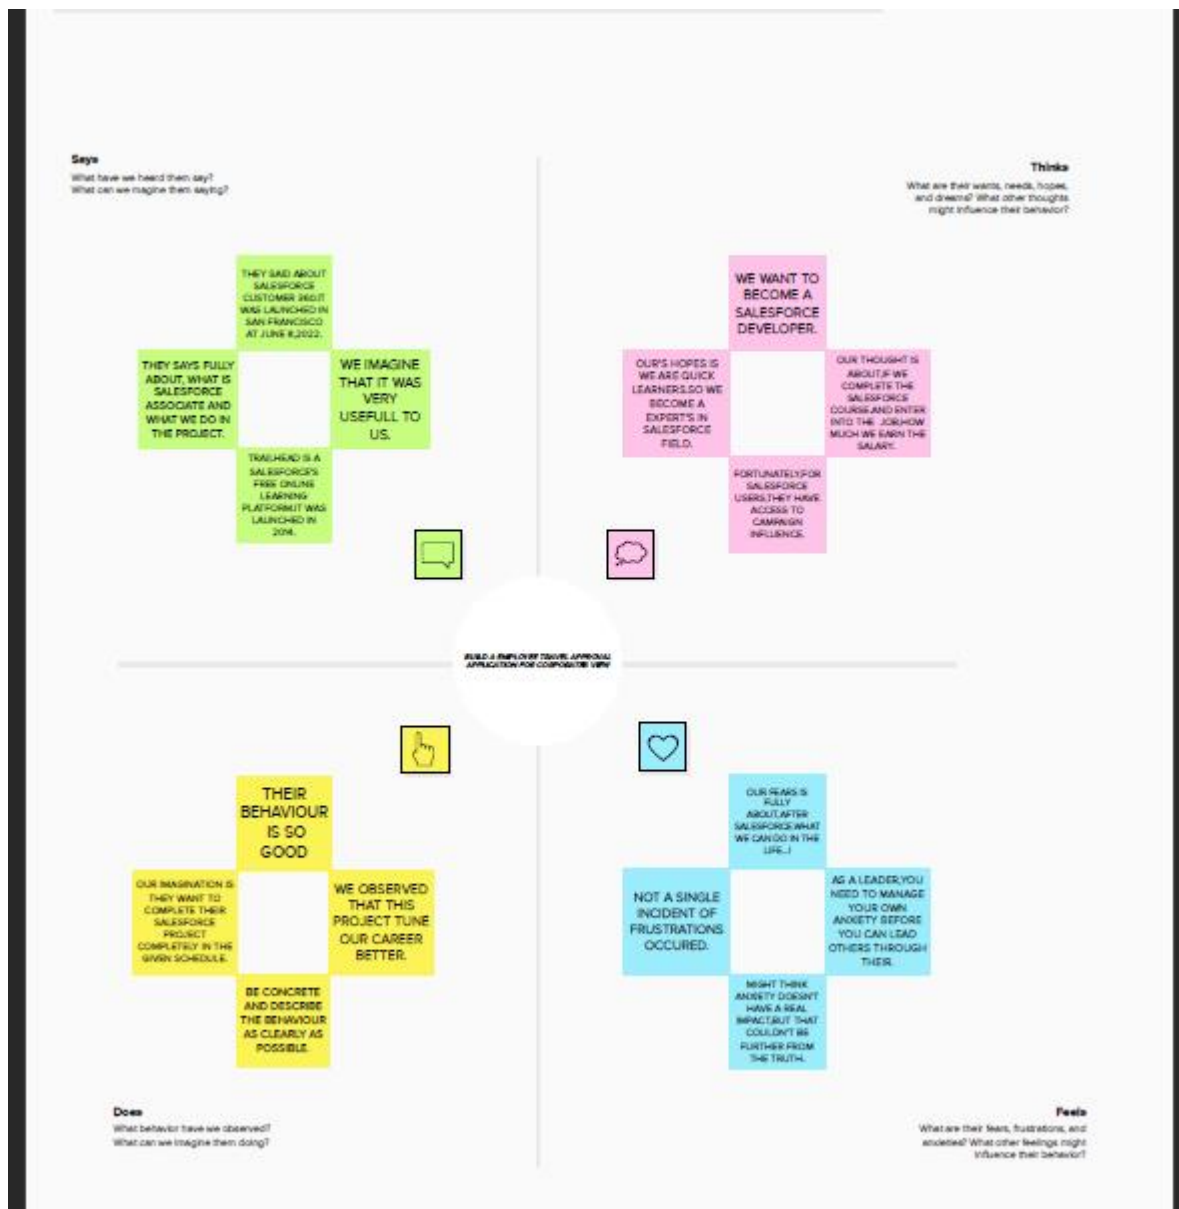 Says
What have we heard them say?
What can we magine them saying?
Thinks
What are their wants, needs, hopes,
and dreams? What other thoughts
might influence their behavior?
THEY SAID ABOUT
SALESFORCE
CUSTOMER 360.IT
WAS LAUNCHED IN
SAN FRANCISCO
AT JUNE 8,2022.
THEY SAYS FULLY
ABOUT, WHAT IS
SALESFORCE
ASSOCIATE AND
WHAT WE DO IN
THE PROJECT.
WE IMAGINE
THAT IT WAS
VERY
USEFULL TO
US.
TRAILHEAD IS A
SALESFORCE'S
FREE ONLINE
LEARNING
PLATFORM.IT WAS
LAUNCHED IN
2014.
WE WANT TO
BECOME A
SALESFORCE
DEVELOPER.
OUR'S HOPES IS
WE ARE QUICK
LEARNERS.SO WE
BECOME A
EXPERT'S IN
SALESFORCE
FIELD.
OUR THOUGHT IS
ABOUT,IF WE
COMPLETE THE
SALESFORCE
COURSE,AND ENTER
INTO THE JOB,HOW
MUCH WE EARN THE
SALARY.
FORTUNATELY,FOR
SALESFORCE
USERS,THEY HAVE
ACCESS TO
CAMPAIGN
INFLUENCE.
BUILD A EMPLOYEE TRAVEL APPROVAL
APPLICATION FOR CORPORATES VIEW
THEIR
BEHAVIOUR
IS SO
GOOD
OUR IMAGINATION IS
THEY WANT TO
COMPLETE THEIR
SALESFORCE
PROJECT
COMPLETELY IN THE
GIVEN SCHEDULE.
WE OBSERVED
THAT THIS
PROJECT TUNE
OUR CAREER
BETTER.
BE CONCRETE
AND DESCRIBE
THE BEHAVIOUR
AS CLEARLY AS
POSSIBLE.
OUR FEARS IS
FULLY
ABOUT,AFTER
SALESFORCE,WHAT
WE CAN DO IN THE
LIFE...!
NOT A SINGLE
INCIDENT OF
FRUSTRATIONS
OCCURED.
AS A LEADER,YOU
NEED TO MANAGE
YOUR OWN
ANXIETY BEFORE
YOU CAN LEAD
OTHERS THROUGH
THEIR.
MIGHT THINK
ANXIETY DOESN'T
HAVE A REAL
IMPACT,BUT THAT
COULDN'T BE
FURTHER FROM
THE TRUTH.
Does
What behavior have we observed?
What can we imagine them doing?
Feels
What are their fears, frustrations, and
anxieties? What other feelings might
influence their behavior?